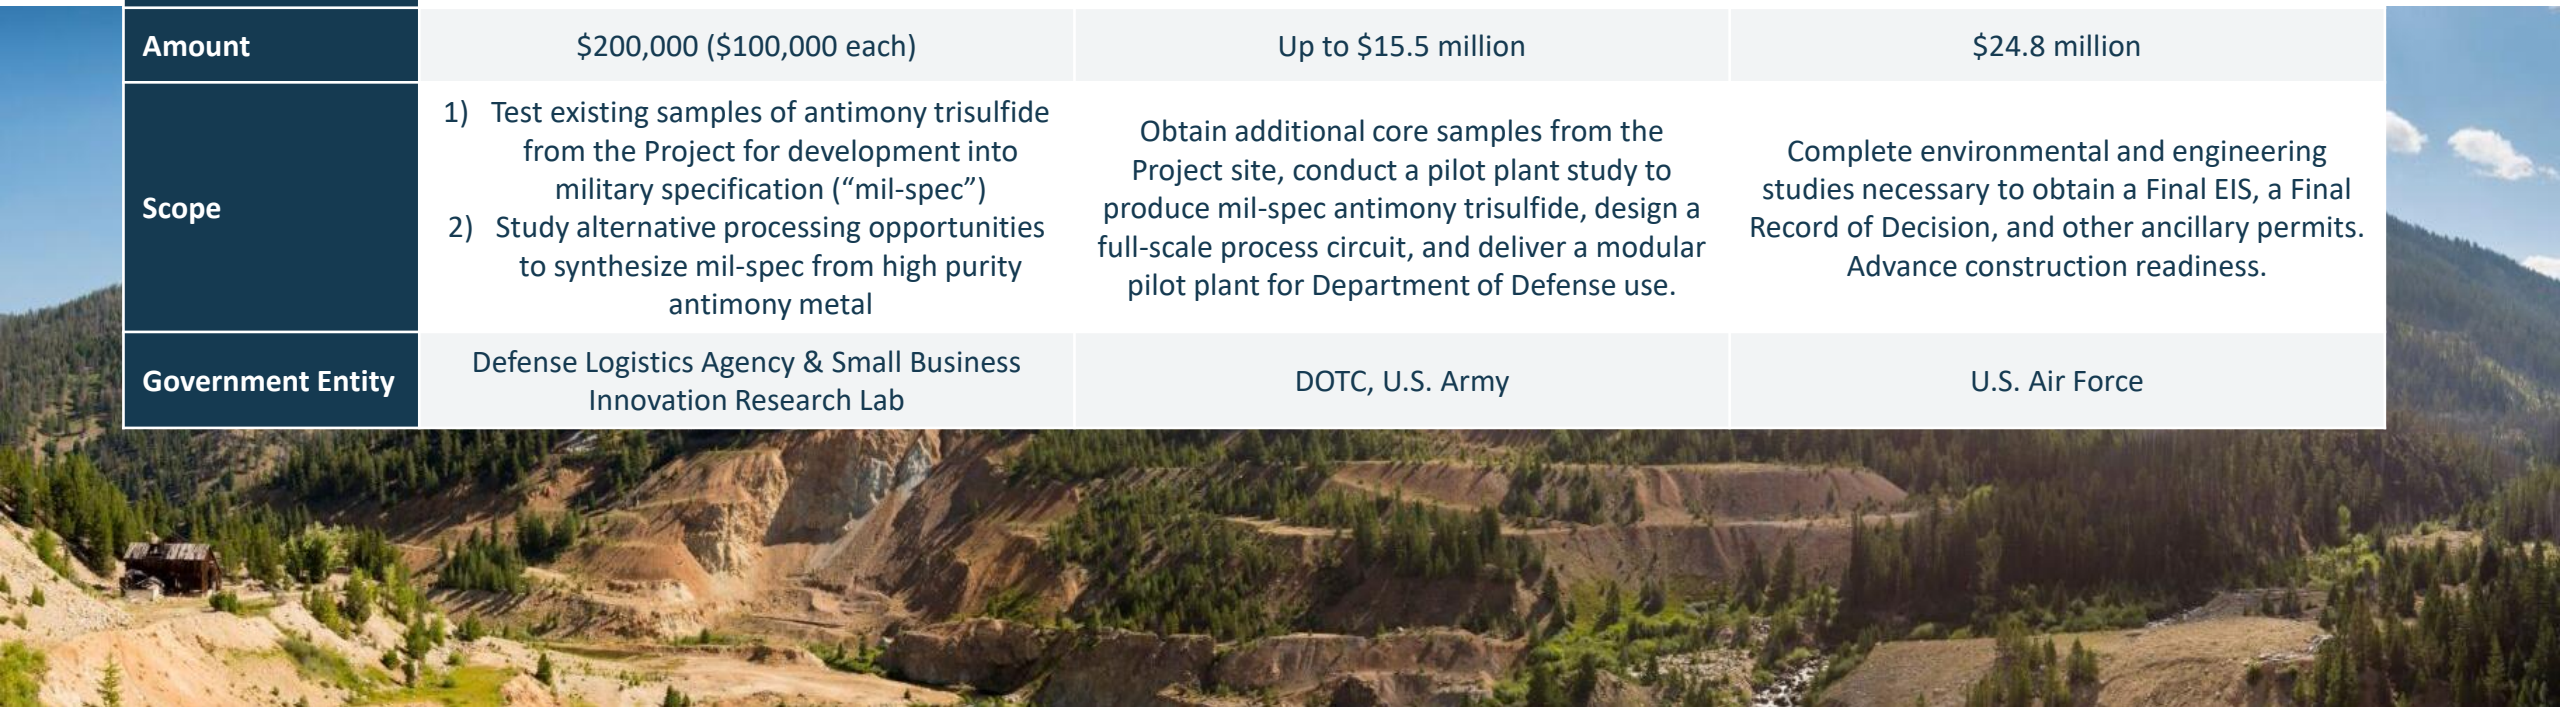 Amount
$200,000 ($100,000 each)
Up to $15.5 million
$24.8 million
Scope
1) Test existing samples of antimony trisulfide
from the Project for development into
military specification (“mil-spec”)
2) Study alternative processing opportunities
to synthesize mil-spec from high purity
antimony metal
Obtain additional core samples from the
Project site, conduct a pilot plant study to
produce mil-spec antimony trisulfide, design a
full-scale process circuit, and deliver a modular
pilot plant for Department of Defense use.
Complete environmental and engineering
studies necessary to obtain a Final EIS, a Final
Record of Decision, and other ancillary permits.
Advance construction readiness.
Government Entity
Defense Logistics Agency & Small Business
Innovation Research Lab
DOTC, U.S. Army
U.S. Air Force